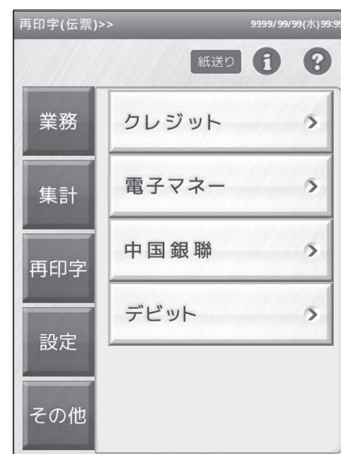 再印字(伝票)>> 9999/99/99(水)99:99
紙送り i ?
業務
集計
再印字
設定
その他
クレジット
電子マネー
中国銀聯
デビット